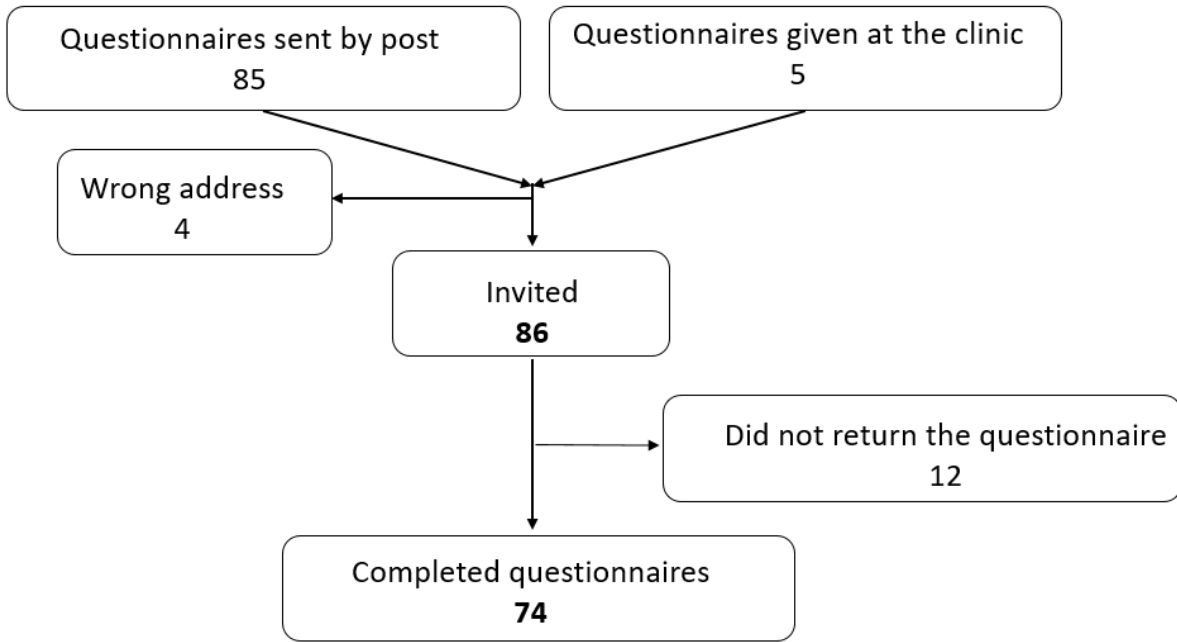 Questionnaires sent by post
85
Questionnaires given at the clinic
5
Wrong address
4
Invited
86
Did not return the questionnaire
12
Completed questionnaires
74